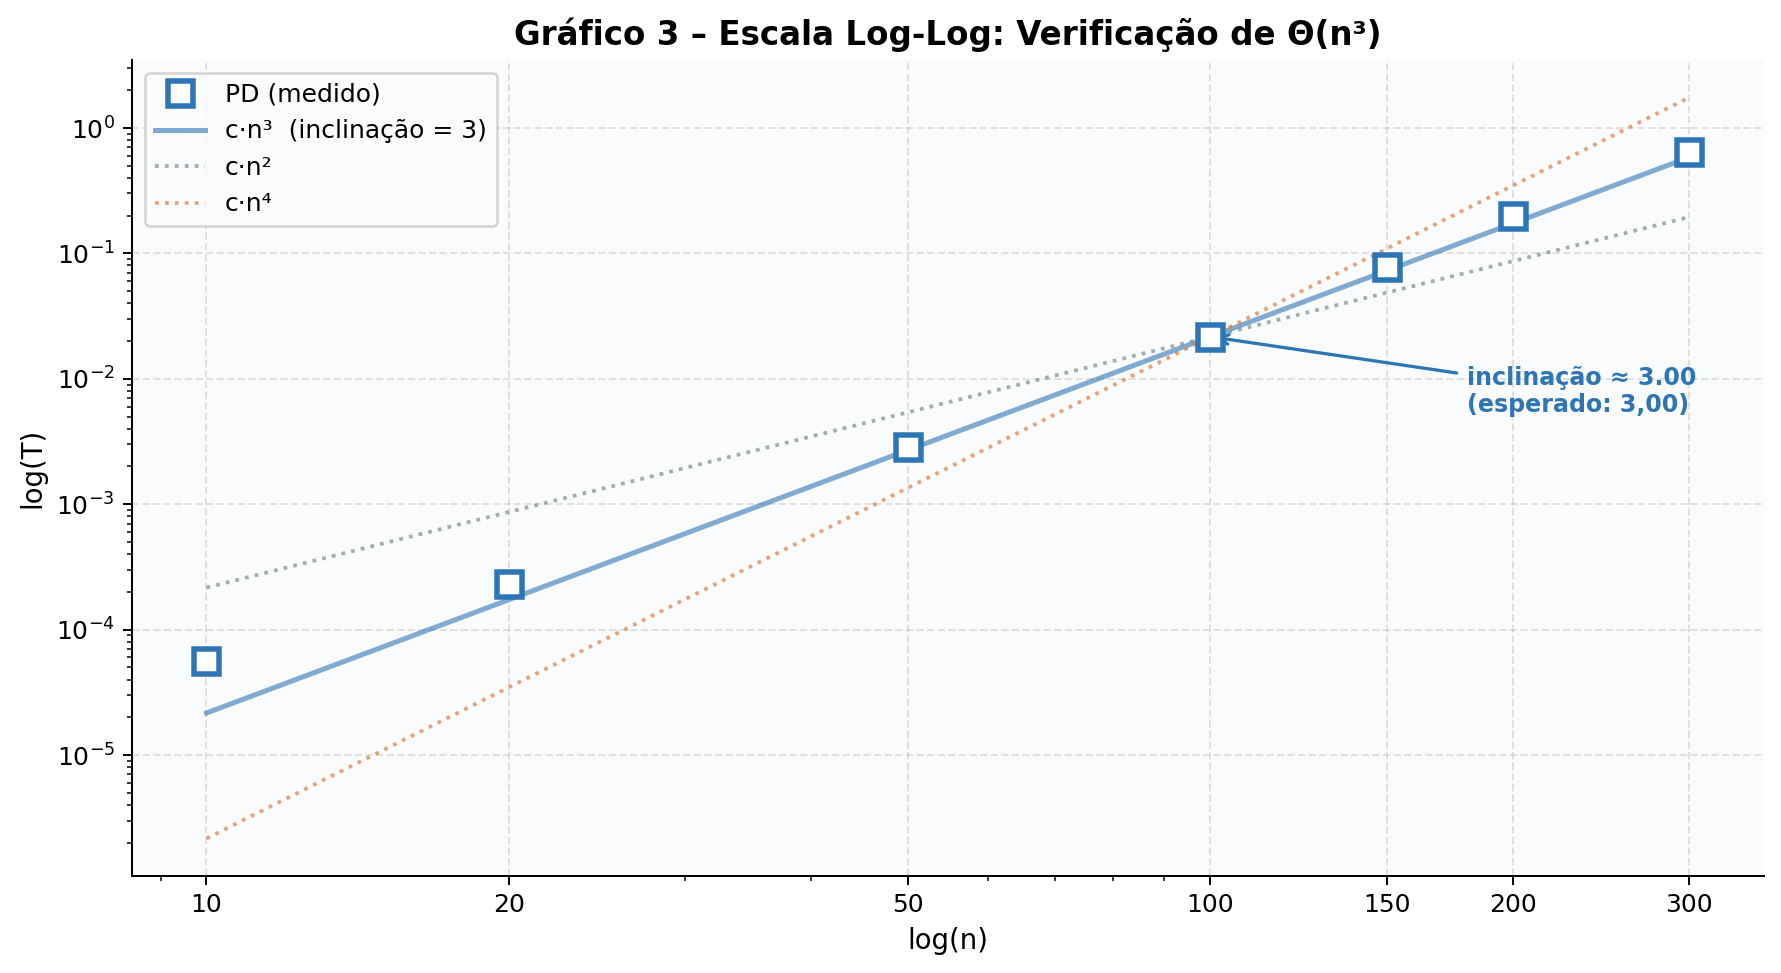 Gráfico 3 – Escala Log-Log: Verificação de Θ(n³)
PD (medido)
c·n³  (inclinação = 3)
c·n²
c·n⁴
10⁰
10⁻¹
10⁻²
10⁻³
10⁻⁴
10⁻⁵
log(T)
inclinação ≈ 3.00
(esperado: 3,00)
10 20 50 100 150 200 300
log(n)